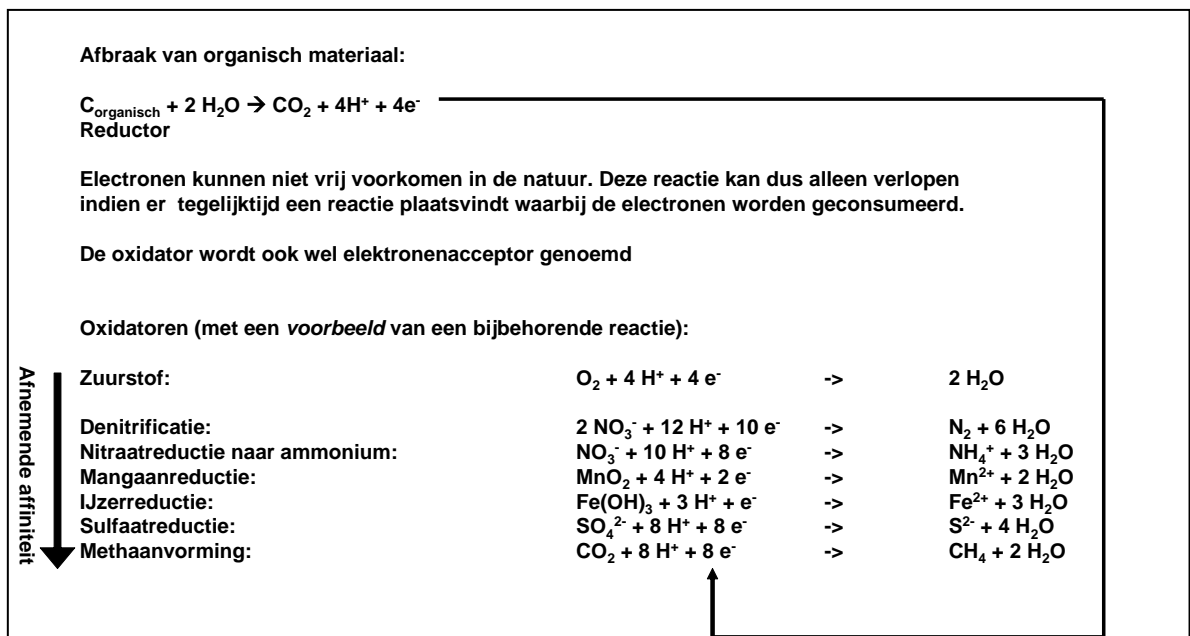 Afbraak van organisch materiaal:
C organisch + 2 H₂O → CO₂ + 4H⁺ + 4e⁻
Reductor
Electronen kunnen niet vrij voorkomen in de natuur. Deze reactie kan dus alleen verlopen
indien er tegelijktijd een reactie plaatsvindt waarbij de electronen worden geconsumeerd.
De oxidator wordt ook wel elektronenacceptor genoemd
Oxidatoren (met een voorbeeld van een bijbehorende reactie):
Afnemende affiniteit
Zuurstof: O₂ + 4 H⁺ + 4 e⁻ -> 2 H₂O
Denitrificatie: 2 NO₃⁻ + 12 H⁺ + 10 e⁻ -> N₂ + 6 H₂O
Nitraatreductie naar ammonium: NO₃⁻ + 10 H⁺ + 8 e⁻ -> NH₄⁺ + 3 H₂O
Mangaanreductie: MnO₂ + 4 H⁺ + 2 e⁻ -> Mn²⁺ + 2 H₂O
IJzerreductie: Fe(OH)₃ + 3 H⁺ + e⁻ -> Fe²⁺ + 3 H₂O
Sulfaatreductie: SO₄²⁻ + 8 H⁺ + 8 e⁻ -> S²⁻ + 4 H₂O
Methaanvorming: CO₂ + 8 H⁺ + 8 e⁻ -> CH₄ + 2 H₂O